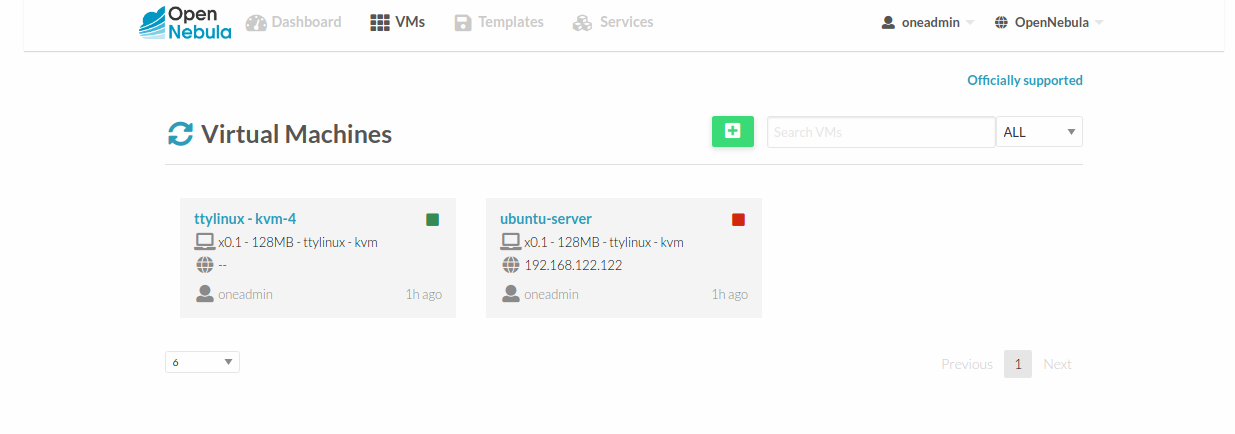 Open Nebula Dashboard VMs Templates Services oneadmin OpenNebula
Officially supported
Virtual Machines Search VMs ALL
ttylinux - kvm-4
x0.1 - 128MB - ttylinux - kvm
--
oneadmin 1h ago
ubuntu-server
x0.1 - 128MB - ttylinux - kvm
192.168.122.122
oneadmin 1h ago
6 Previous 1 Next